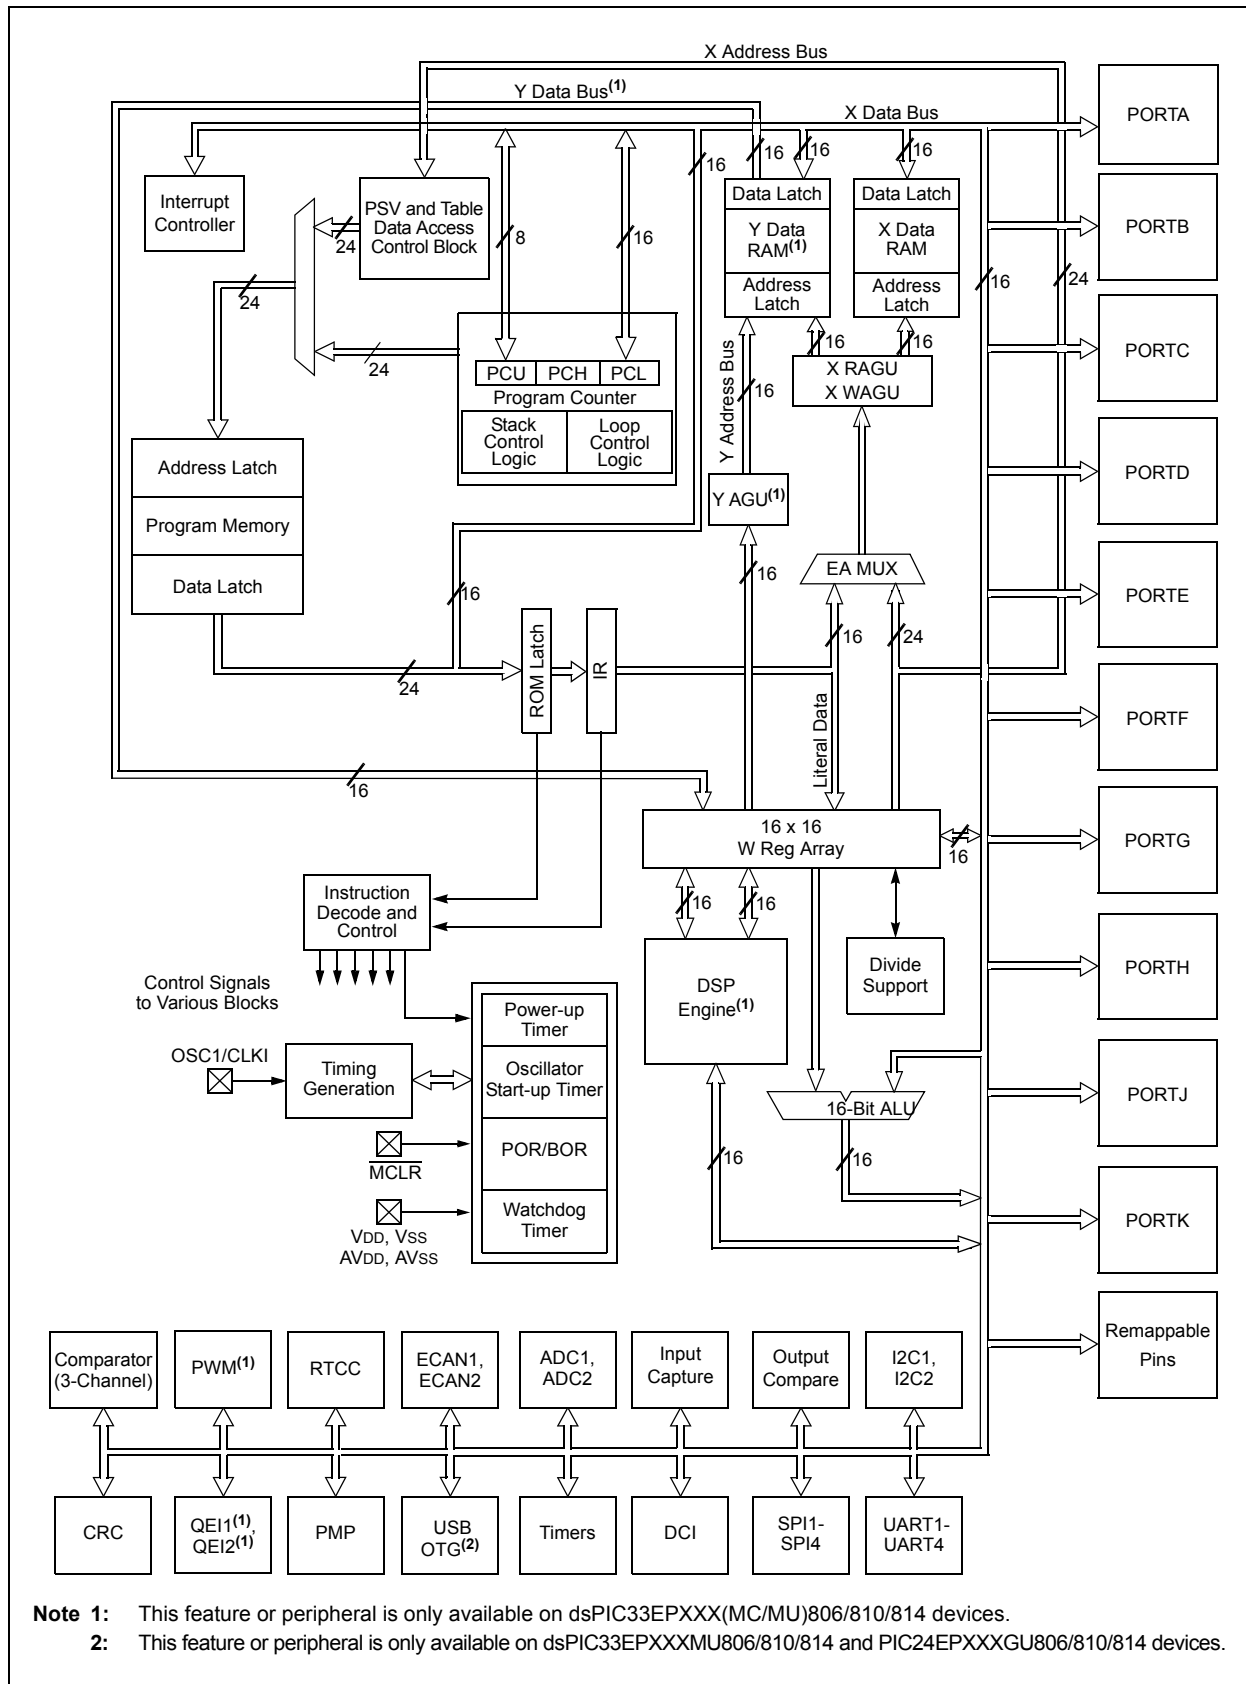 X Address Bus
Y Data Bus(1)
X Data Bus
PORTA
16
16
16
16
Interrupt
Controller
PSV and Table
Data Access
Control Block
24
8
16
Data Latch
Y Data
RAM(1)
Address
Latch
Data Latch
X Data
RAM
Address
Latch
16
24
PORTB
24
24
PCU
PCH
PCL
Program Counter
Stack
Control
Logic
Loop
Control
Logic
16
16
X RAGU
X WAGU
Y Address Bus
16
PORTC
Address Latch
Program Memory
Data Latch
Y AGU(1)
PORTD
16
16
EA MUX
16
24
PORTE
24
ROM Latch
IR
Literal Data
PORTF
16
16 x 16
W Reg Array
16
PORTG
Instruction
Decode and
Control
16
16
Control Signals
to Various Blocks
DSP
Engine(1)
Divide
Support
PORTH
Power-up
Timer
OSC1/CLKI
Timing
Generation
Oscillator
Start-up Timer
16-Bit ALU
PORTJ
MCLR
POR/BOR
16
16
VDD, VSS
AVDD, AVSS
Watchdog
Timer
PORTK
Remappable
Pins
Comparator
(3-Channel)
PWM(1)
RTCC
ECAN1,
ECAN2
ADC1,
ADC2
Input
Capture
Output
Compare
I2C1,
I2C2
CRC
QEI1(1),
QEI2(1)
PMP
USB
OTG(2)
Timers
DCI
SPI1-
SPI4
UART1-
UART4
Note 1: This feature or peripheral is only available on dsPIC33EPXXX(MC/MU)806/810/814 devices.
2: This feature or peripheral is only available on dsPIC33EPXXXMU806/810/814 and PIC24EPXXXGU806/810/814 devices.